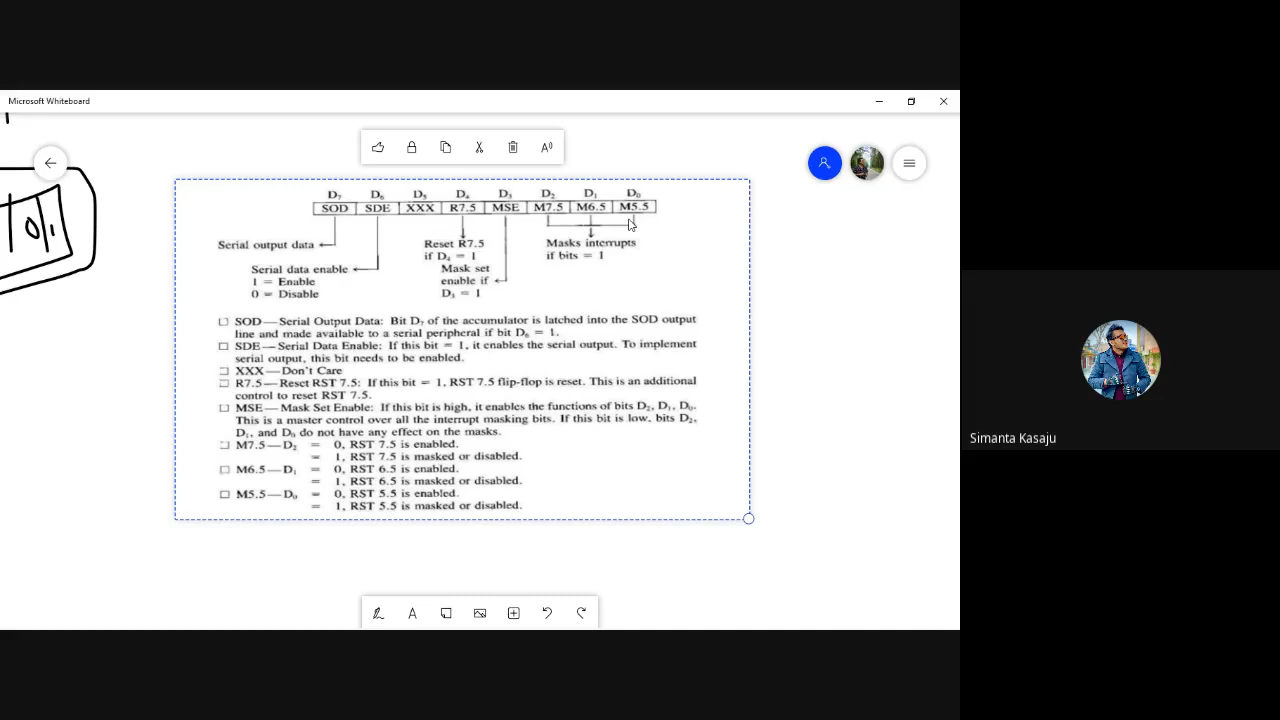 Microsoft Whiteboard
D₇ D₆ D₅ D₄ D₃ D₂ D₁ D₀
SOD SDE XXX R7.5 MSE M7.5 M6.5 M5.5
Serial output data
Reset R7.5
if D₄ = 1
Masks interrupts
if bits = 1
Serial data enable
1 = Enable
0 = Disable
Mask set
enable if
D₃ = 1
SOD—Serial Output Data: Bit D₇ of the accumulator is latched into the SOD output
line and made available to a serial peripheral if bit D₆ = 1.
SDE—Serial Data Enable: If this bit = 1, it enables the serial output. To implement
serial output, this bit needs to be enabled.
XXX—Don't Care
R7.5—Reset RST 7.5: If this bit = 1, RST 7.5 flip-flop is reset. This is an additional
control to reset RST 7.5.
MSE—Mask Set Enable: If this bit is high, it enables the functions of bits D₂, D₁, D₀.
This is a master control over all the interrupt masking bits. If this bit is low, bits D₂,
D₁, and D₀ do not have any effect on the masks.
M7.5—D₂ = 0, RST 7.5 is enabled.
= 1, RST 7.5 is masked or disabled.
M6.5—D₁ = 0, RST 6.5 is enabled.
= 1, RST 6.5 is masked or disabled.
M5.5—D₀ = 0, RST 5.5 is enabled.
= 1, RST 5.5 is masked or disabled.
Simanta Kasaju